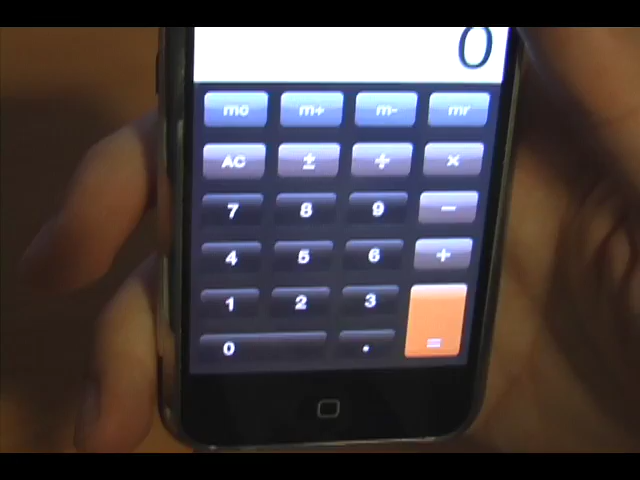 0
mc m+ m- mr
AC ± ÷ ×
7 8 9 −
4 5 6 +
1 2 3
0 . =